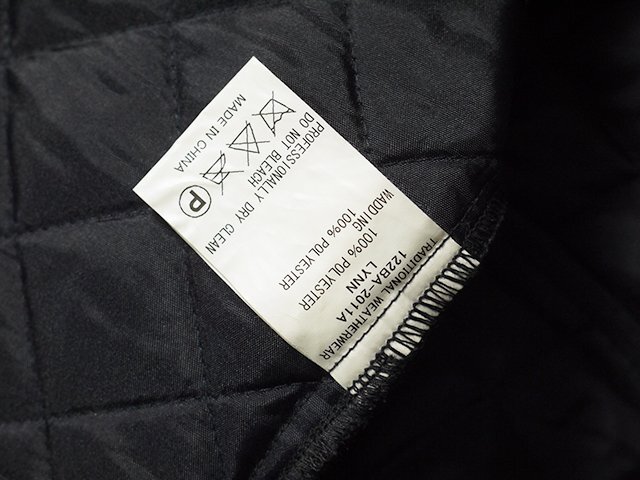 TRADITIONAL WEATHERWEAR
122BA-2011A
LYNN
100% POLYESTER
WADDING
100% POLYESTER
PROFESSIONALLY DRY CLEAN
DO NOT BLEACH
P
MADE IN CHINA